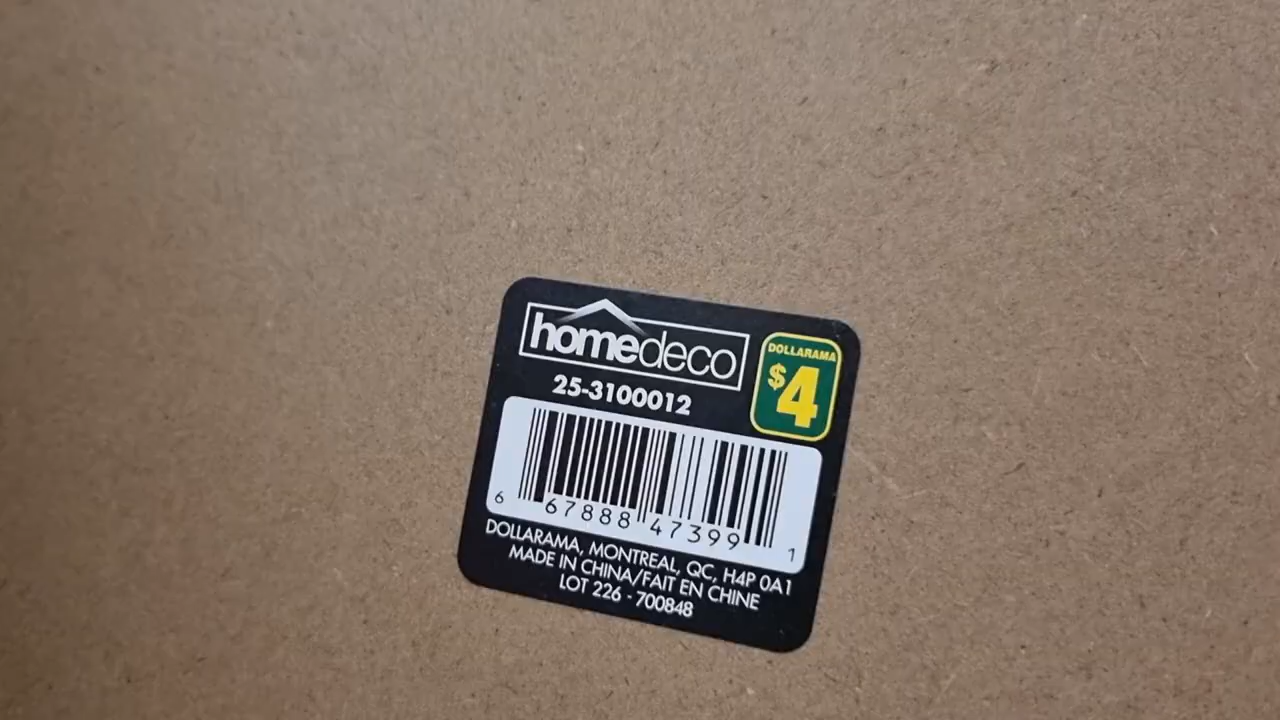 homedeco
DOLLARAMA
$4
25-3100012
6 67888 47399 1
DOLLARAMA, MONTREAL, QC, H4P 0A1
MADE IN CHINA/FAIT EN CHINE
LOT 226 - 700848